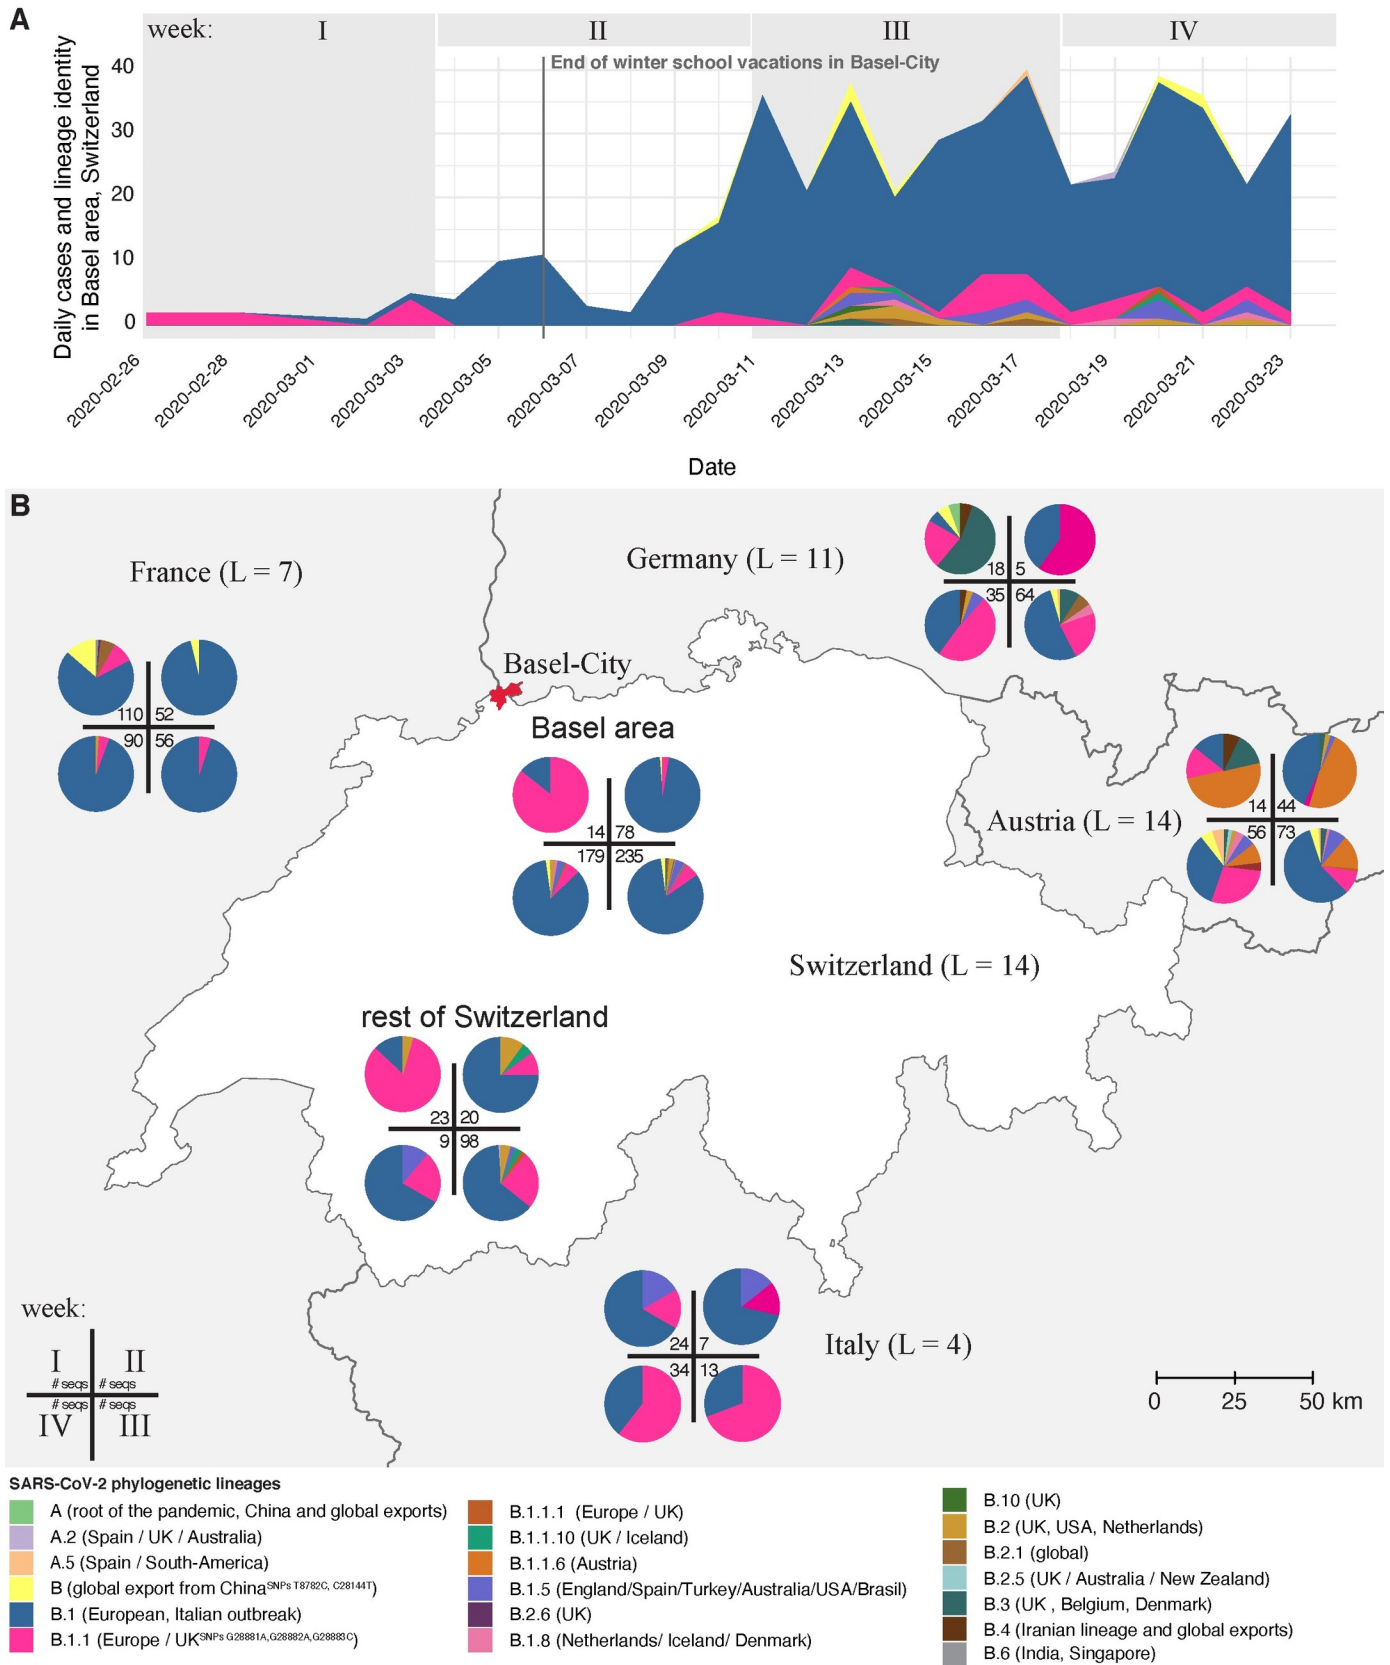 A
week: I II III IV
Daily cases and lineage identity
in Basel area, Switzerland
End of winter school vacations in Basel-City
40
30
20
10
0
2020-02-26
2020-02-28
2020-03-01
2020-03-03
2020-03-05
2020-03-07
2020-03-09
2020-03-11
2020-03-13
2020-03-15
2020-03-17
2020-03-19
2020-03-21
2020-03-23
Date
B
France (L = 7)
110 52
90 56
Germany (L = 11)
18 5
35 64
Basel-City
Basel area
14 78
179 235
Austria (L = 14)
14 44
56 73
Switzerland (L = 14)
rest of Switzerland
23 20
9 98
Italy (L = 4)
24 7
34 13
week:
I II
# seqs # seqs
# seqs # seqs
IV III
0 25 50 km
SARS-CoV-2 phylogenetic lineages
A (root of the pandemic, China and global exports)
A.2 (Spain / UK / Australia)
A.5 (Spain / South-America)
B (global export from China SNPs T8782C, C28144T)
B.1 (European, Italian outbreak)
B.1.1 (Europe / UK SNPs G28881A,G28882A,G28883C)
B.1.1.1 (Europe / UK)
B.1.1.10 (UK / Iceland)
B.1.1.6 (Austria)
B.1.5 (England/Spain/Turkey/Australia/USA/Brasil)
B.2.6 (UK)
B.1.8 (Netherlands/ Iceland/ Denmark)
B.10 (UK)
B.2 (UK, USA, Netherlands)
B.2.1 (global)
B.2.5 (UK / Australia / New Zealand)
B.3 (UK , Belgium, Denmark)
B.4 (Iranian lineage and global exports)
B.6 (India, Singapore)